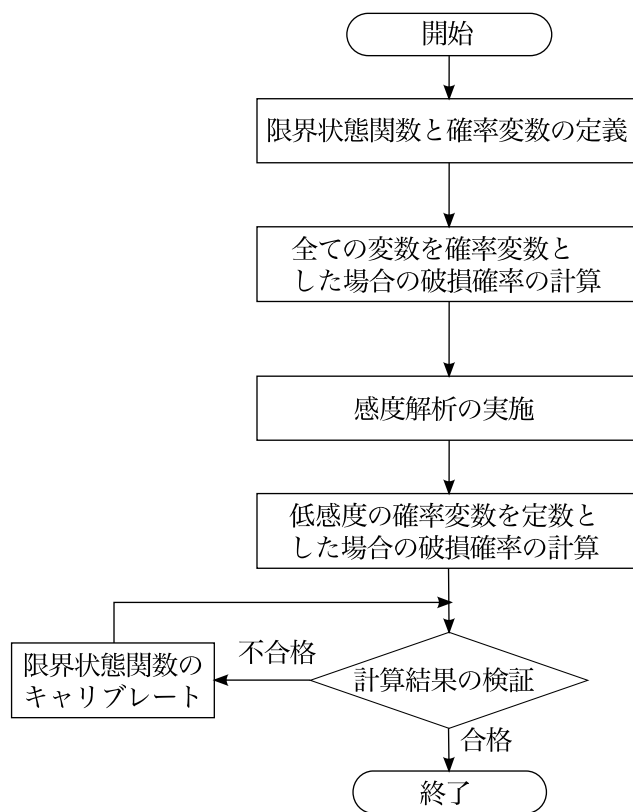 開始
限界状態関数と確率変数の定義
全ての変数を確率変数と
した場合の破損確率の計算
感度解析の実施
低感度の確率変数を定数と
した場合の破損確率の計算
不合格
限界状態関数の
キャリブレート
計算結果の検証
合格
終了